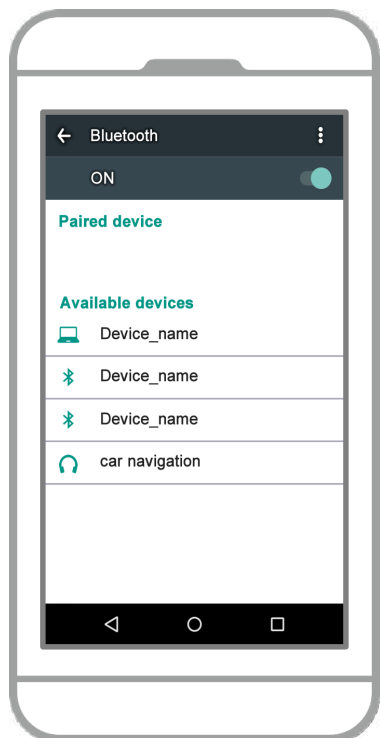 Bluetooth
ON
Paired device
Available devices
Device_name
Device_name
Device_name
car navigation